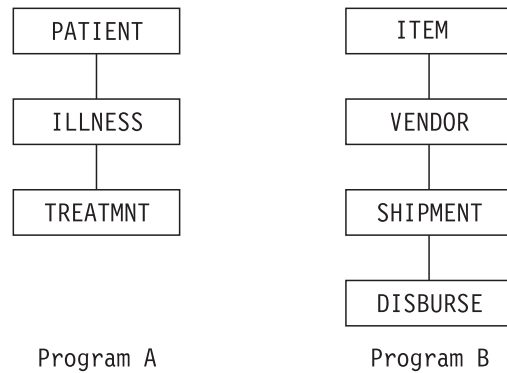 PATIENT
ILLNESS
TREATMNT
Program A
ITEM
VENDOR
SHIPMENT
DISBURSE
Program B